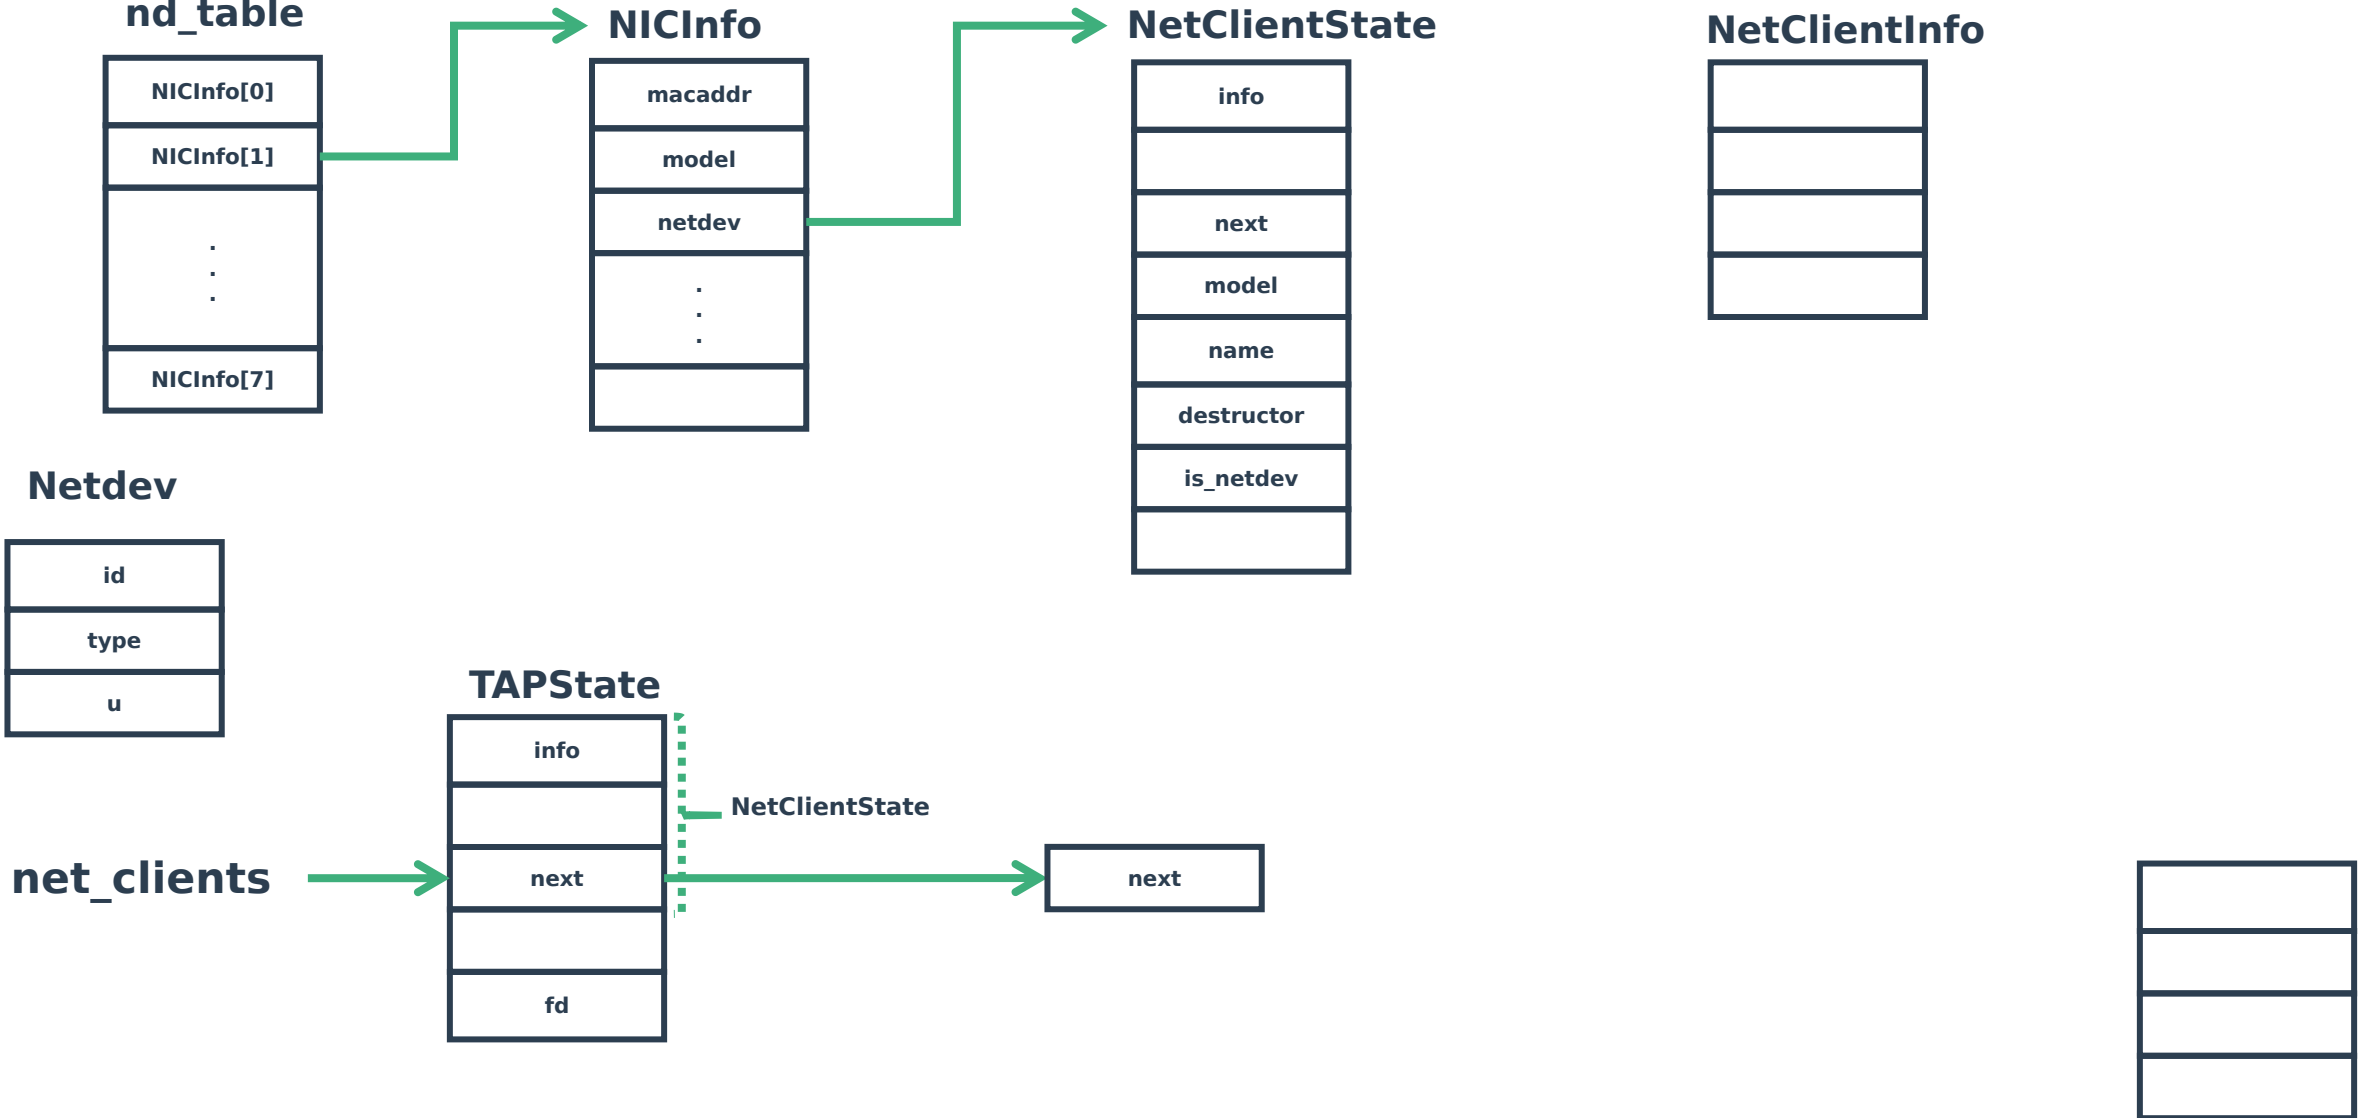 nd_table
NICInfo[0]
NICInfo[1]
.
.
.
NICInfo[7]
NICInfo
macaddr
model
netdev
.
.
.
NetClientState
info
next
model
name
destructor
is_netdev
NetClientInfo
Netdev
id
type
u
TAPState
info
next
fd
NetClientState
net_clients
next